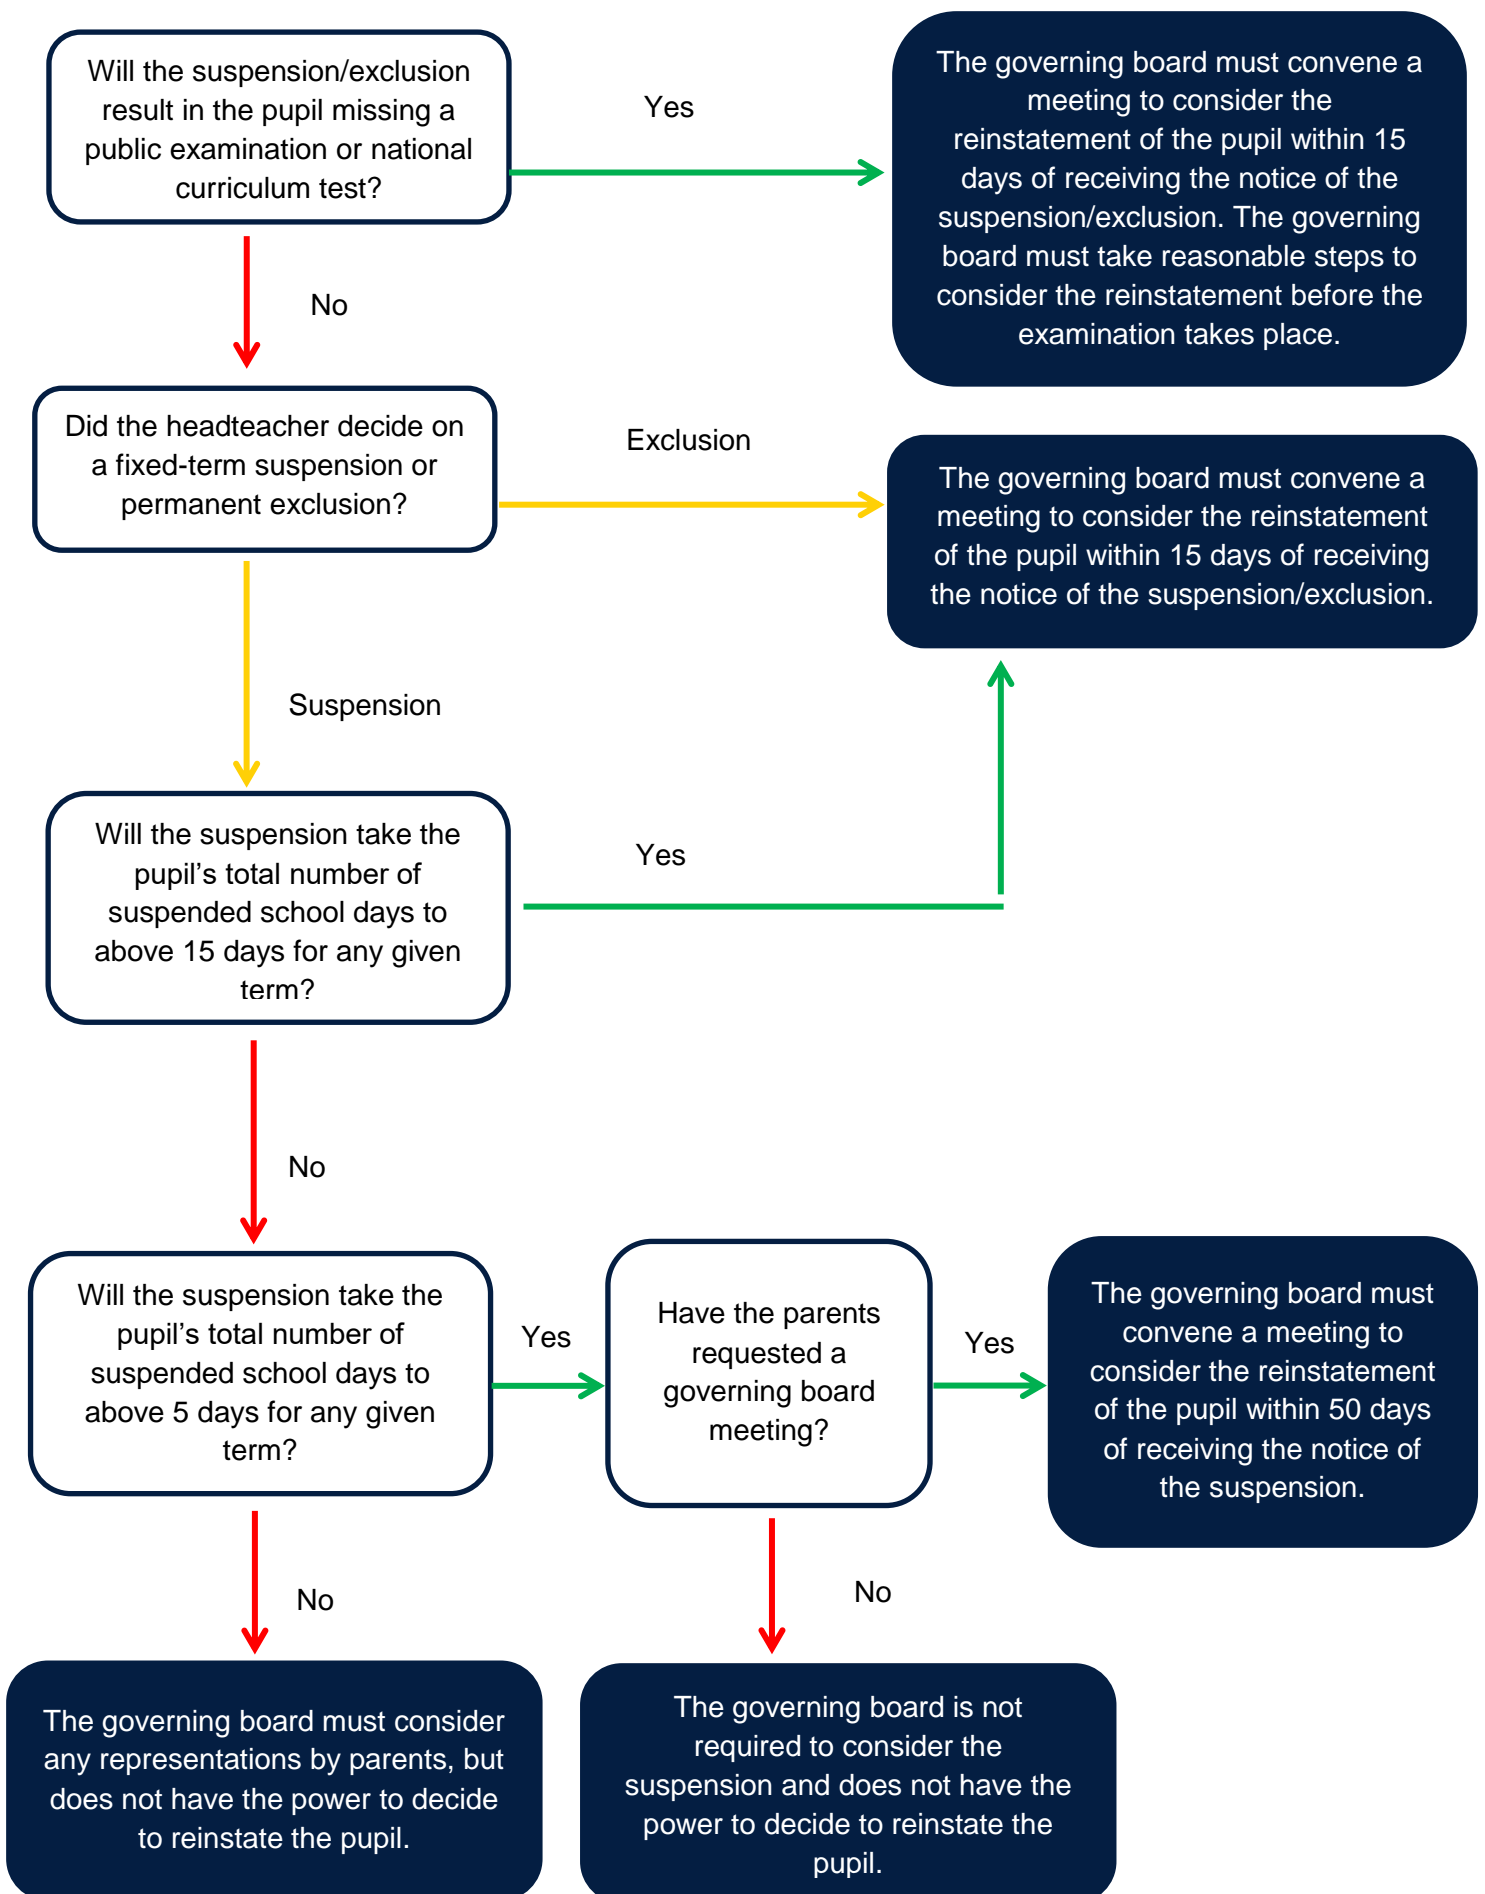 Will the suspension/exclusion
result in the pupil missing a
public examination or national
curriculum test?
Yes
The governing board must convene a
meeting to consider the
reinstatement of the pupil within 15
days of receiving the notice of the
suspension/exclusion. The governing
board must take reasonable steps to
consider the reinstatement before the
examination takes place.
No
Did the headteacher decide on
a fixed-term suspension or
permanent exclusion?
Exclusion
The governing board must convene a
meeting to consider the reinstatement
of the pupil within 15 days of receiving
the notice of the suspension/exclusion.
Suspension
Will the suspension take the
pupil’s total number of
suspended school days to
above 15 days for any given
term?
Yes
No
Will the suspension take the
pupil’s total number of
suspended school days to
above 5 days for any given
term?
Yes
Have the parents
requested a
governing board
meeting?
Yes
The governing board must
convene a meeting to
consider the reinstatement
of the pupil within 50 days
of receiving the notice of
the suspension.
No
No
The governing board must consider
any representations by parents, but
does not have the power to decide
to reinstate the pupil.
The governing board is not
required to consider the
suspension and does not have the
power to decide to reinstate the
pupil.